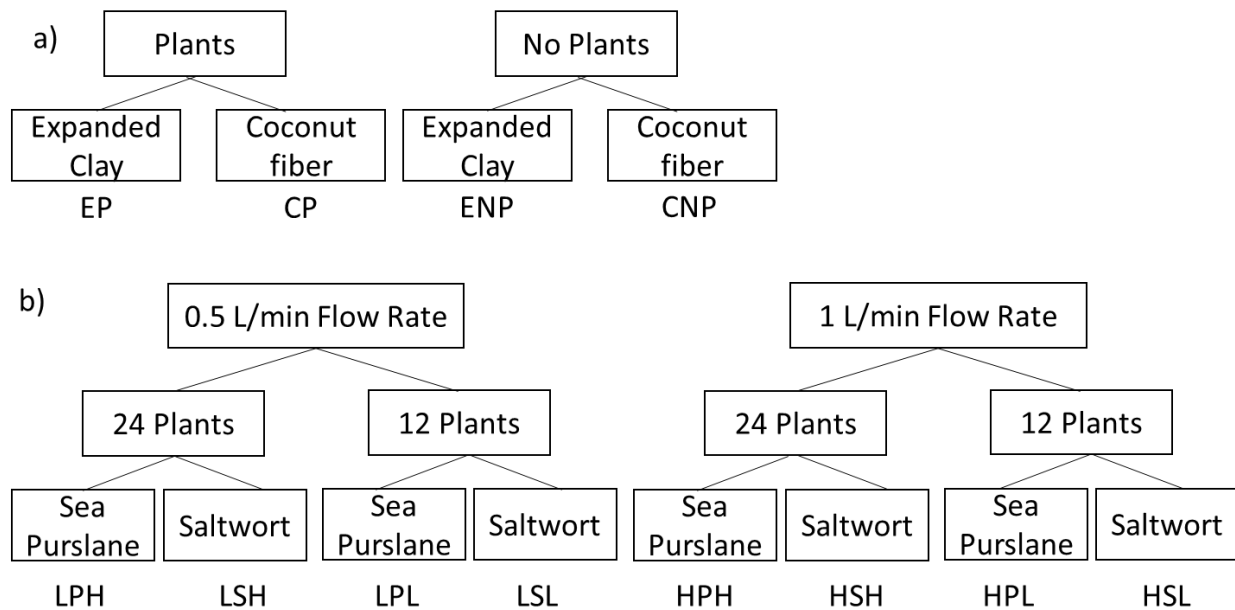 a)
Plants
No Plants
Expanded
Clay
Coconut
fiber
Expanded
Clay
Coconut
fiber
EP
CP
ENP
CNP
b)
0.5 L/min Flow Rate
1 L/min Flow Rate
24 Plants
12 Plants
24 Plants
12 Plants
Sea
Purslane
Saltwort
Sea
Purslane
Saltwort
Sea
Purslane
Saltwort
Sea
Purslane
Saltwort
LPH
LSH
LPL
LSL
HPH
HSH
HPL
HSL